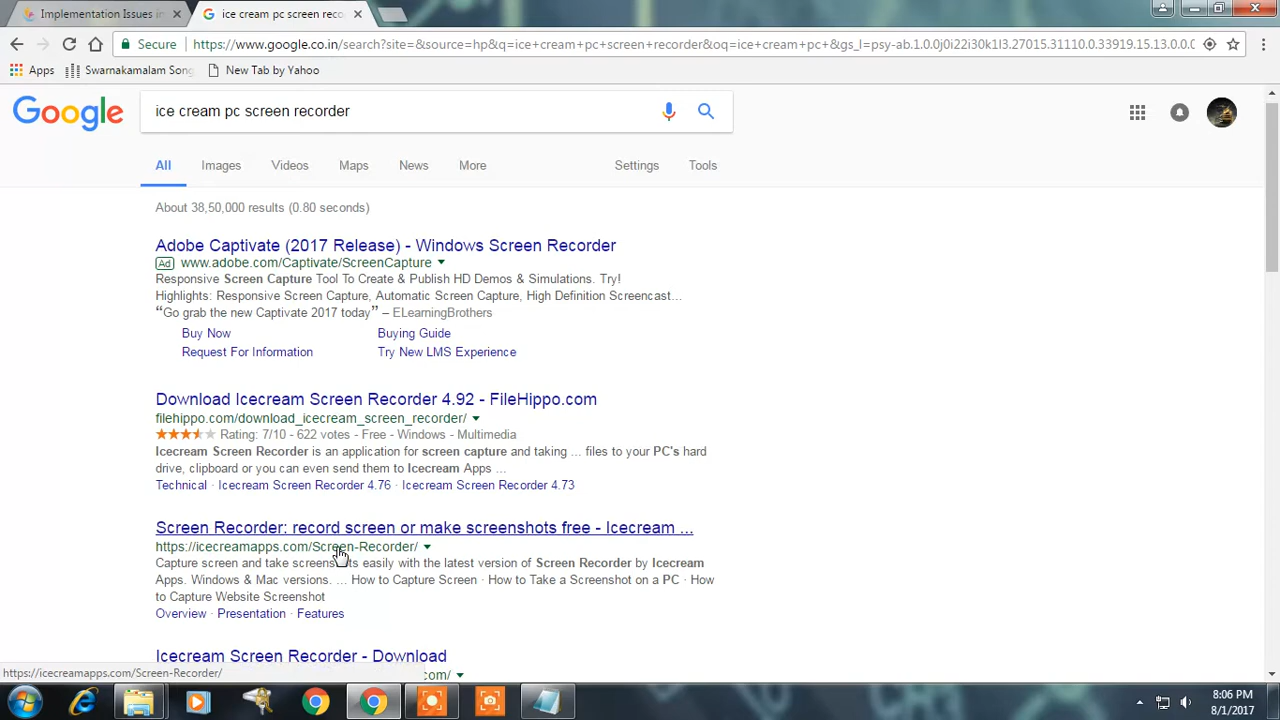 Implementation Issues in
ice cream pc screen reco
Secure
https://www.google.co.in/search?site=&source=hp&q=ice+cream+pc+screen+recorder&oq=ice+cream+pc+&gs_l=psy-ab.1.0.0j0i22i30k1l3.27015.31110.0.33919.15.13.0.0.0.
Apps
Swarnakamalam Song
New Tab by Yahoo
Google
ice cream pc screen recorder
All Images Videos Maps News More Settings Tools
About 38,50,000 results (0.80 seconds)
Adobe Captivate (2017 Release) - Windows Screen Recorder
Ad www.adobe.com/Captivate/ScreenCapture
Responsive Screen Capture Tool To Create & Publish HD Demos & Simulations. Try!
Highlights: Responsive Screen Capture, Automatic Screen Capture, High Definition Screencast...
“Go grab the new Captivate 2017 today” – ELearningBrothers
Buy Now Buying Guide
Request For Information Try New LMS Experience
Download Icecream Screen Recorder 4.92 - FileHippo.com
filehippo.com/download_icecream_screen_recorder/
Rating: 7/10 - 622 votes - Free - Windows - Multimedia
Icecream Screen Recorder is an application for screen capture and taking ... files to your PC's hard
drive, clipboard or you can even send them to Icecream Apps ...
Technical · Icecream Screen Recorder 4.76 · Icecream Screen Recorder 4.73
Screen Recorder: record screen or make screenshots free - Icecream ...
https://icecreamapps.com/Screen-Recorder/
Capture screen and take screenshots easily with the latest version of Screen Recorder by Icecream
Apps. Windows & Mac versions. ... How to Capture Screen · How to Take a Screenshot on a PC · How
to Capture Website Screenshot
Overview · Presentation · Features
Icecream Screen Recorder - Download
https://icecreamapps.com/Screen-Recorder/
com/
8:06 PM
8/1/2017